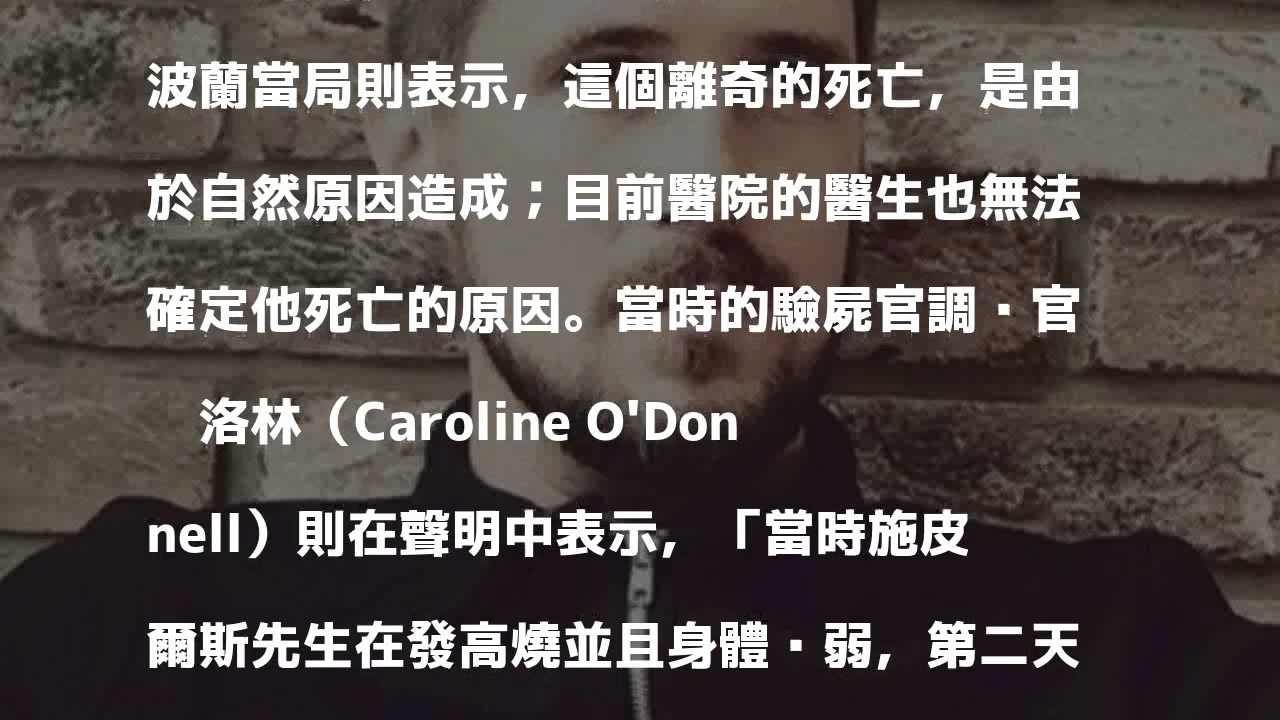 波蘭當局則表示，這個離奇的死亡，是由
於自然原因造成；目前醫院的醫生也無法
確定他死亡的原因。當時的驗屍官調·官
洛林（Caroline O'Don
nell）則在聲明中表示，「當時施皮
爾斯先生在發高燒並且身體·弱，第二天